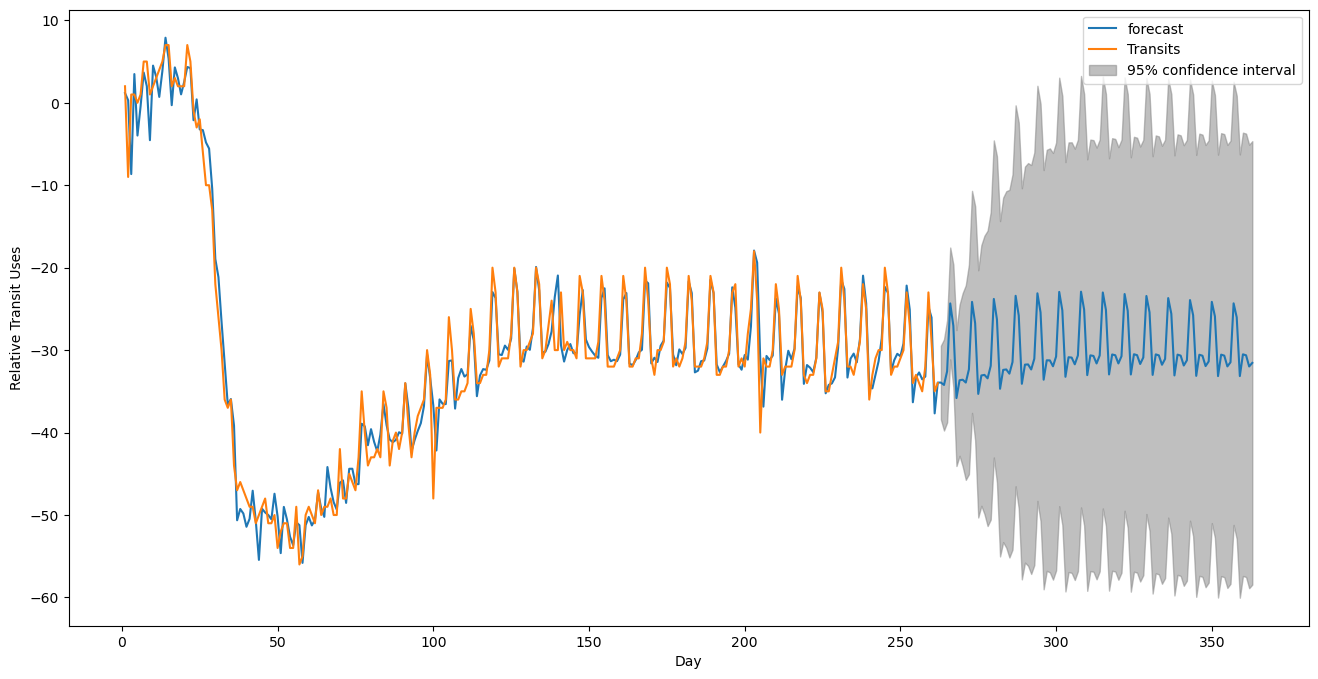 forecast
Transits
95% confidence interval
10
0
−10
−20
−30
−40
−50
−60
Relative Transit Uses
0 50 100 150 200 250 300 350
Day